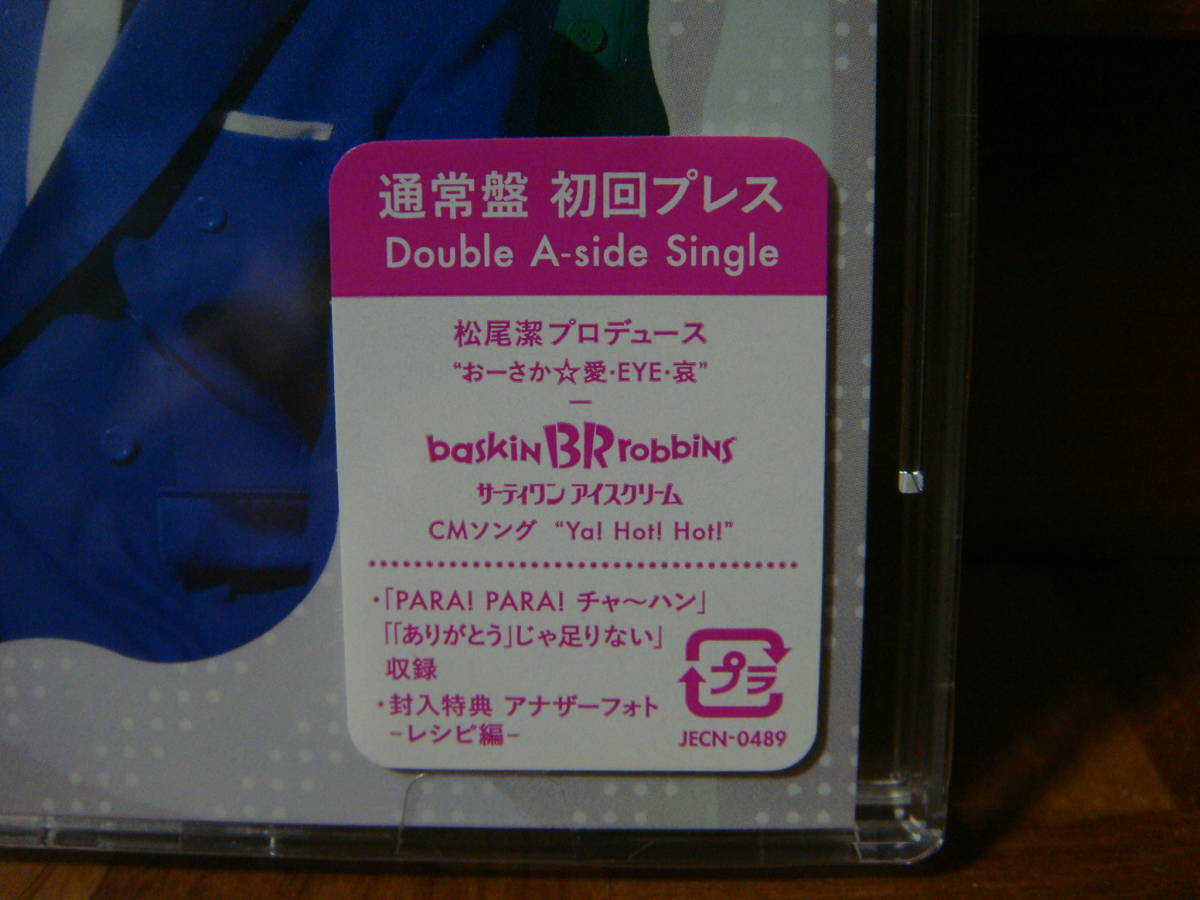 通常盤 初回プレス
Double A-side Single
松尾潔プロデュース
“おーさか☆愛・EYE・哀”
—
baskin BR robbins
サーティワン アイスクリーム
CMソング “Ya! Hot! Hot!”
・「PARA! PARA! チャ〜ハン」
「「ありがとう」じゃ足りない」
収録
・封入特典 アナザーフォト
-レシピ編-
プラ
JECN-0489